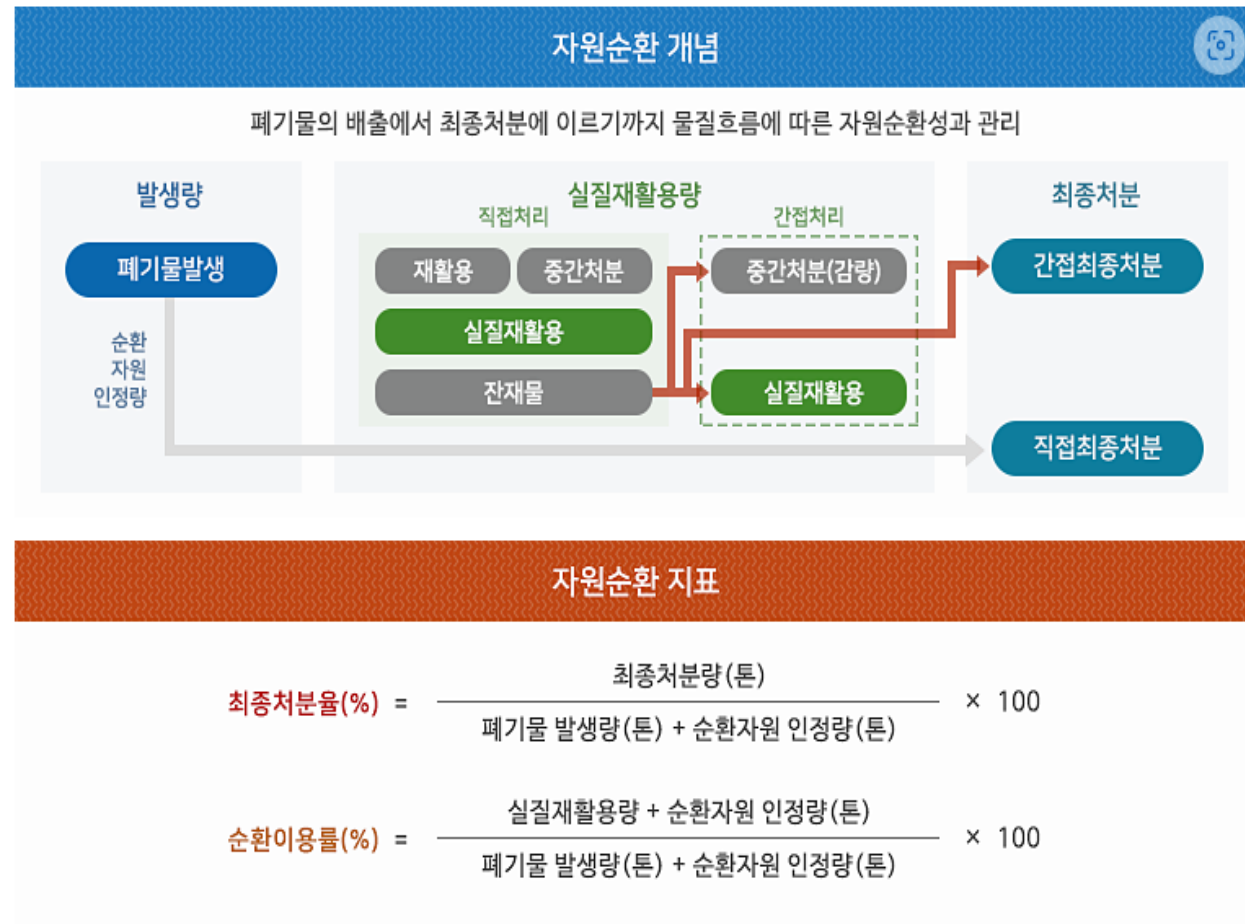 자원순환 개념
폐기물의 배출에서 최종처분에 이르기까지 물질흐름에 따른 자원순환성과 관리
발생량
폐기물발생
순환
자원
인정량
실질재활용량
직접처리
재활용
중간처분
실질재활용
잔재물
간접처리
중간처분(감량)
실질재활용
최종처분
간접최종처분
직접최종처분
자원순환 지표
최종처분율(%) =
최종처분량(톤)
폐기물 발생량(톤) + 순환자원 인정량(톤)
× 100
순환이용률(%) =
실질재활용량 + 순환자원 인정량(톤)
폐기물 발생량(톤) + 순환자원 인정량(톤)
× 100